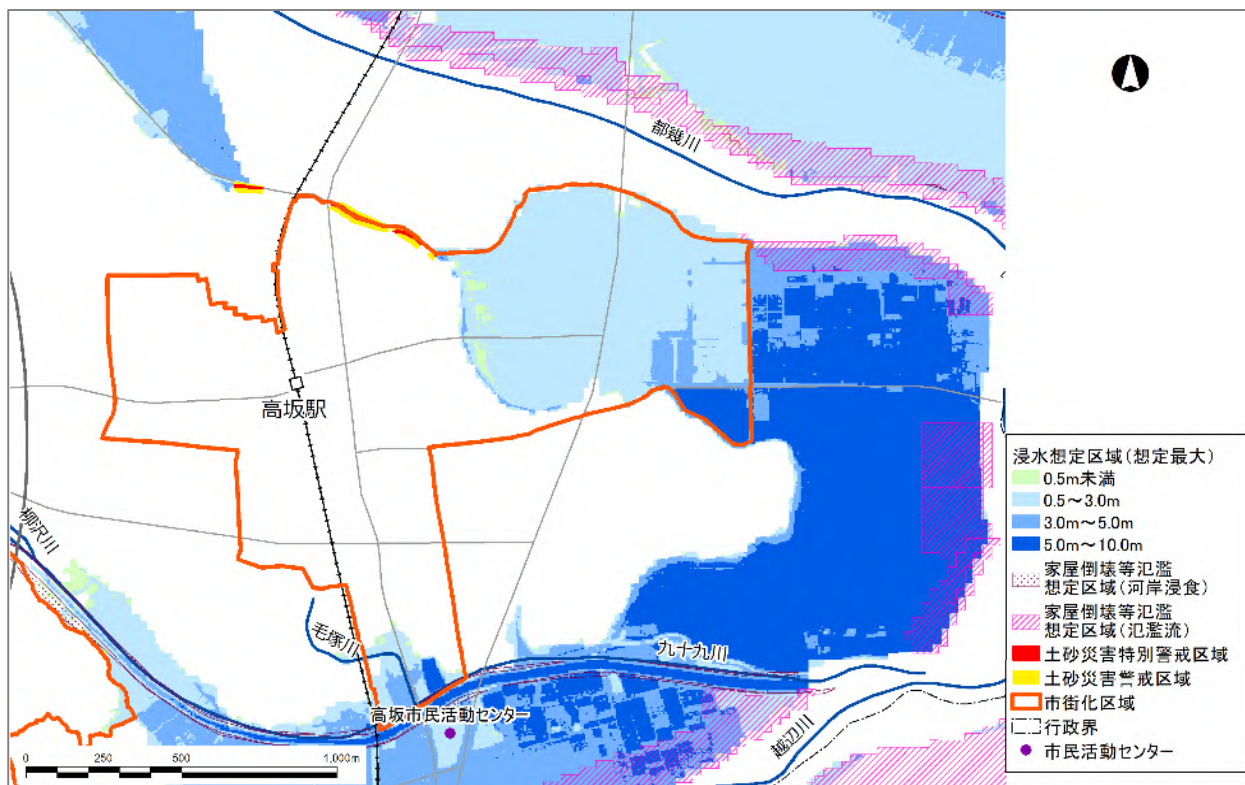 都幾川
高坂駅
柳沢川
毛塚川
九十九川
高坂市民活動センター
越辺川
0 250 500 1,000m
浸水想定区域(想定最大)
0.5m未満
0.5~3.0m
3.0m~5.0m
5.0m~10.0m
家屋倒壊等氾濫
想定区域(河岸浸食)
家屋倒壊等氾濫
想定区域(氾濫流)
土砂災害特別警戒区域
土砂災害警戒区域
市街化区域
行政界
市民活動センター